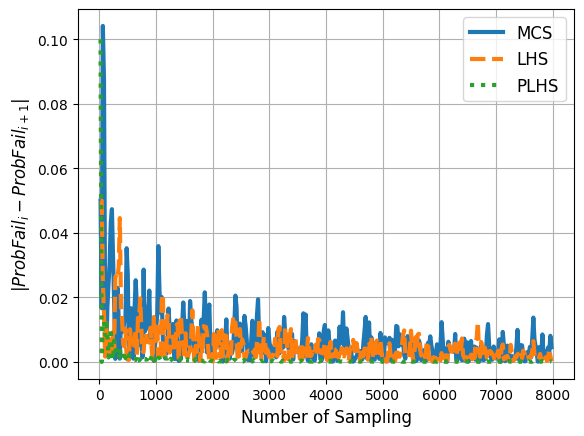 MCS
LHS
PLHS
0.10
0.08
0.06
0.04
0.02
0.00
|ProbFail_i − ProbFail_{i+1}|
0 1000 2000 3000 4000 5000 6000 7000 8000
Number of Sampling